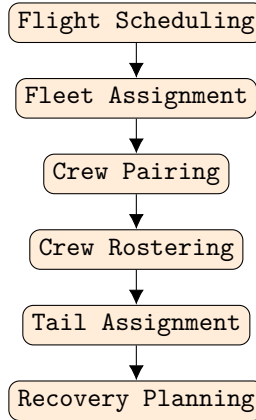 Flight Scheduling
Fleet Assignment
Crew Pairing
Crew Rostering
Tail Assignment
Recovery Planning